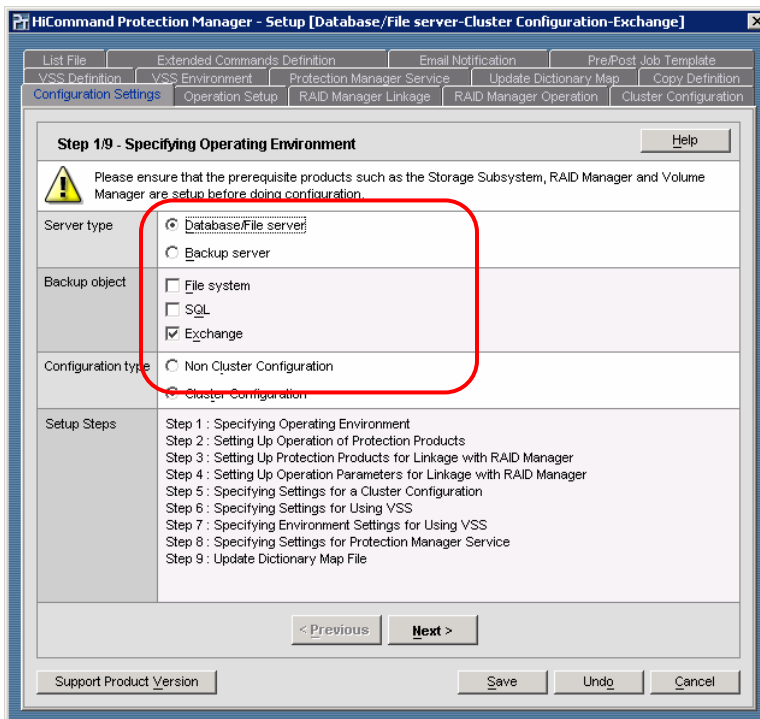 HiCommand Protection Manager - Setup [Database/File server-Cluster Configuration-Exchange]
List File Extended Commands Definition Email Notification Pre/Post Job Template
VSS Definition VSS Environment Protection Manager Service Update Dictionary Map Copy Definition
Configuration Settings Operation Setup RAID Manager Linkage RAID Manager Operation Cluster Configuration
Step 1/9 - Specifying Operating Environment
Help
Please ensure that the prerequisite products such as the Storage Subsystem, RAID Manager and Volume
Manager are setup before doing configuration.
Server type
Database/File server
Backup server
Backup object
File system
SQL
Exchange
Configuration type
Non Cluster Configuration
Cluster Configuration
Setup Steps
Step 1 : Specifying Operating Environment
Step 2 : Setting Up Operation of Protection Products
Step 3 : Setting Up Protection Products for Linkage with RAID Manager
Step 4 : Setting Up Operation Parameters for Linkage with RAID Manager
Step 5 : Specifying Settings for a Cluster Configuration
Step 6 : Specifying Settings for Using VSS
Step 7 : Specifying Environment Settings for Using VSS
Step 8 : Specifying Settings for Protection Manager Service
Step 9 : Update Dictionary Map File
< Previous Next >
Support Product Version Save Undo Cancel